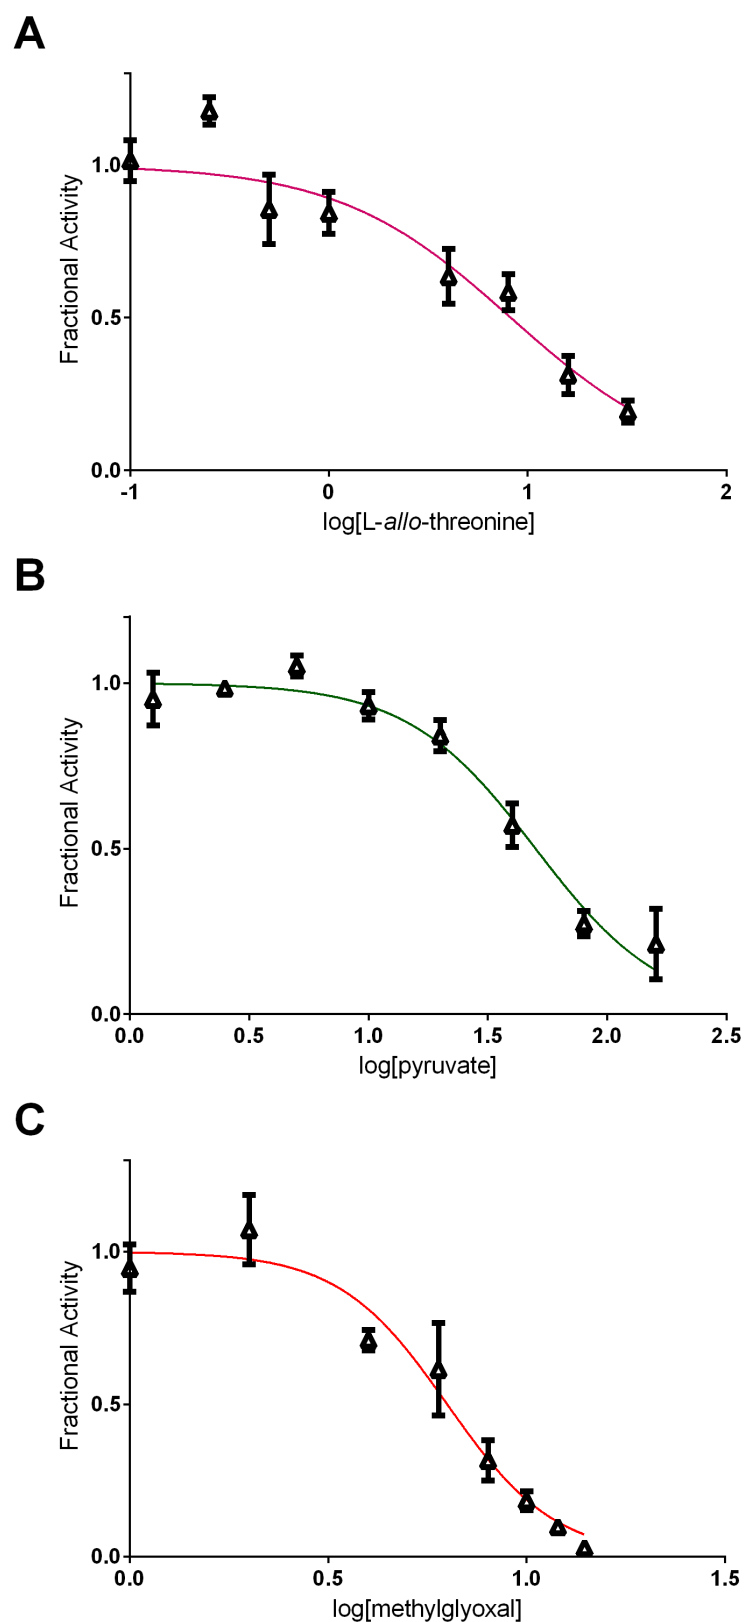 A
Fractional Activity
1.0
0.5
0.0
-1 0 1 2
log[L-allo-threonine]
B
Fractional Activity
1.0
0.5
0.0
0.0 0.5 1.0 1.5 2.0 2.5
log[pyruvate]
C
Fractional Activity
1.0
0.5
0.0
0.0 0.5 1.0 1.5
log[methylglyoxal]